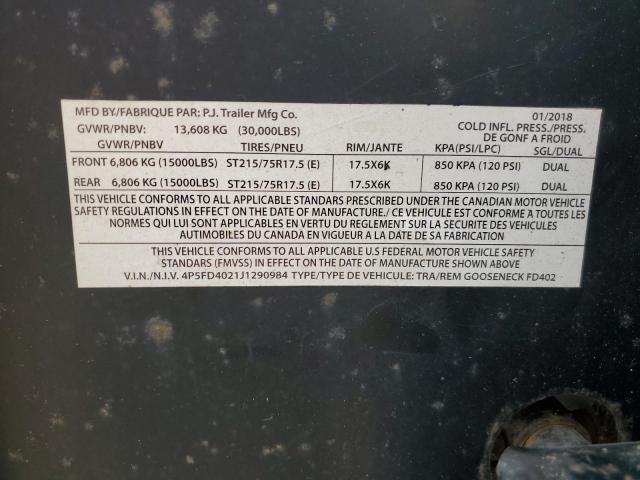 MFD BY/FABRIQUE PAR: P.J. Trailer Mfg Co. 01/2018
GVWR/PNBV: 13,608 KG (30,000LBS) COLD INFL. PRESS./PRESS. DE GONF A FROID
GVWR/PNBV TIRES/PNEU RIM/JANTE KPA(PSI/LPC) SGL/DUAL
FRONT 6,806 KG (15000LBS) ST215/75R17.5 (E) 17.5X6K 850 KPA (120 PSI) DUAL
REAR 6,806 KG (15000LBS) ST215/75R17.5 (E) 17.5X6K 850 KPA (120 PSI) DUAL
THIS VEHICLE CONFORMS TO ALL APPLICABLE STANDARS PRESCRIBED UNDER THE CANADIAN MOTOR VEHICLE
SAFETY REGULATIONS IN EFFECT ON THE DATE OF MANUFACTURE./ CE VEHICULE EST CONFORME A TOUTES LES
NORMES QUI LUI SONT APPLICABLES EN VERTU DU REGLEMENT SUR LA SECURITE DES VEHICULES
AUTOMOBILES DU CANADA EN VIGUEUR A LA DATE DE SA FABRICATION
THIS VEHICLE CONFORMS TO ALL APPLICABLE U.S FEDERAL MOTOR VEHICLE SAFETY
STANDARDS (FMVSS) IN EFFECT ON THE DATE OF MANUFACTURE SHOWN ABOVE
V.I.N./N.I.V. 4P5FD4021J1290984 TYPE/TYPE DE VEHICULE: TRA/REM GOOSENECK FD402